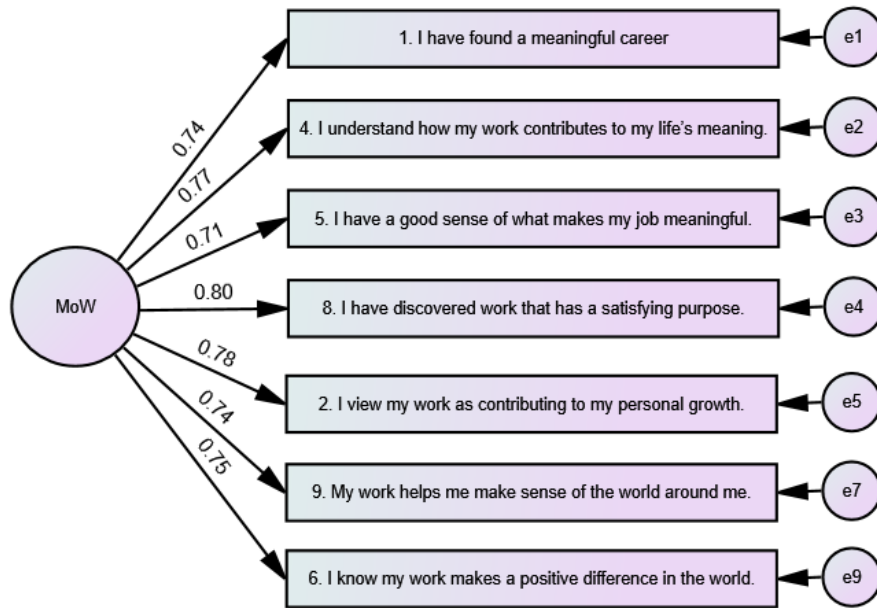 1. I have found a meaningful career
e1
0.74
4. I understand how my work contributes to my life’s meaning.
e2
0.77
5. I have a good sense of what makes my job meaningful.
e3
0.71
MoW
0.80
8. I have discovered work that has a satisfying purpose.
e4
0.78
2. I view my work as contributing to my personal growth.
e5
0.74
9. My work helps me make sense of the world around me.
e7
0.75
6. I know my work makes a positive difference in the world.
e9